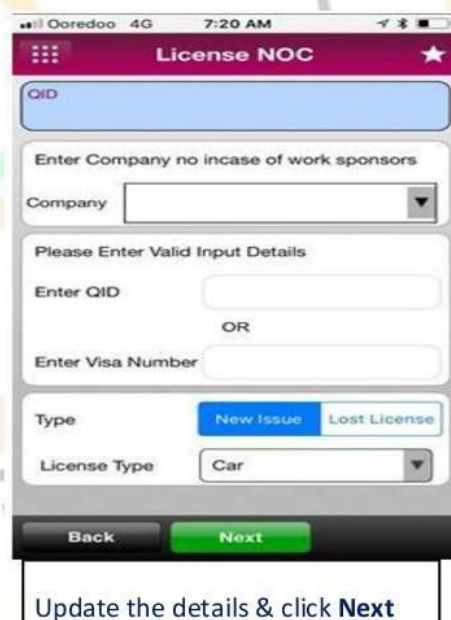 Ooredoo 4G 7:20 AM
License NOC
QID
Enter Company no incase of work sponsors
Company
Please Enter Valid Input Details
Enter QID
OR
Enter Visa Number
Type New Issue Lost License
License Type Car
Back Next
Update the details & click Next